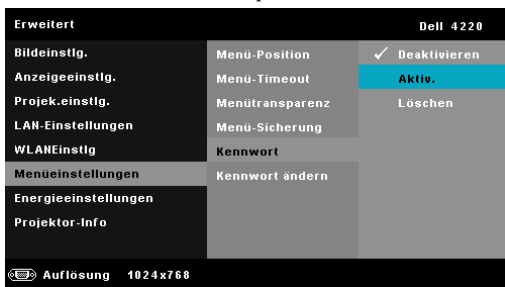 Erweitert
Dell 4220
Bildeinstlg.
Anzeigeeinstlg.
Projek.einstlg.
LAN-Einstellungen
WLANEinstlg
Menüeinstellungen
Energieeinstellungen
Projektor-Info
Menü-Position
Menü-Timeout
Menütransparenz
Menü-Sicherung
Kennwort
Kennwort ändern
✓ Deaktivieren
Aktiv.
Löschen
Auflösung 1024x768